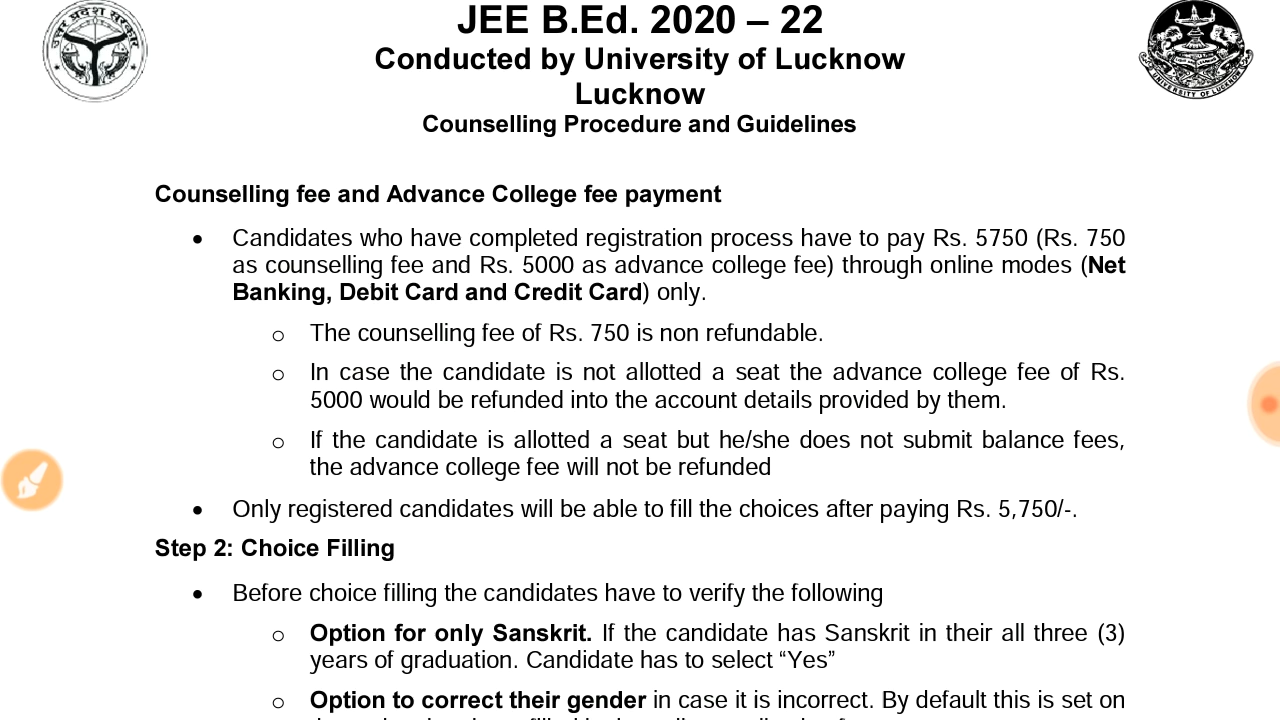 JEE B.Ed. 2020 – 22
Conducted by University of Lucknow
Lucknow
Counselling Procedure and Guidelines
Counselling fee and Advance College fee payment
• Candidates who have completed registration process have to pay Rs. 5750 (Rs. 750
as counselling fee and Rs. 5000 as advance college fee) through online modes (Net
Banking, Debit Card and Credit Card) only.
o The counselling fee of Rs. 750 is non refundable.
o In case the candidate is not allotted a seat the advance college fee of Rs.
5000 would be refunded into the account details provided by them.
o If the candidate is allotted a seat but he/she does not submit balance fees,
the advance college fee will not be refunded
• Only registered candidates will be able to fill the choices after paying Rs. 5,750/-.
Step 2: Choice Filling
• Before choice filling the candidates have to verify the following
o Option for only Sanskrit. If the candidate has Sanskrit in their all three (3)
years of graduation. Candidate has to select “Yes”
o Option to correct their gender in case it is incorrect. By default this is set on
उत्तर प्रदेश सरकार
UNIVERSITY OF LUCKNOW